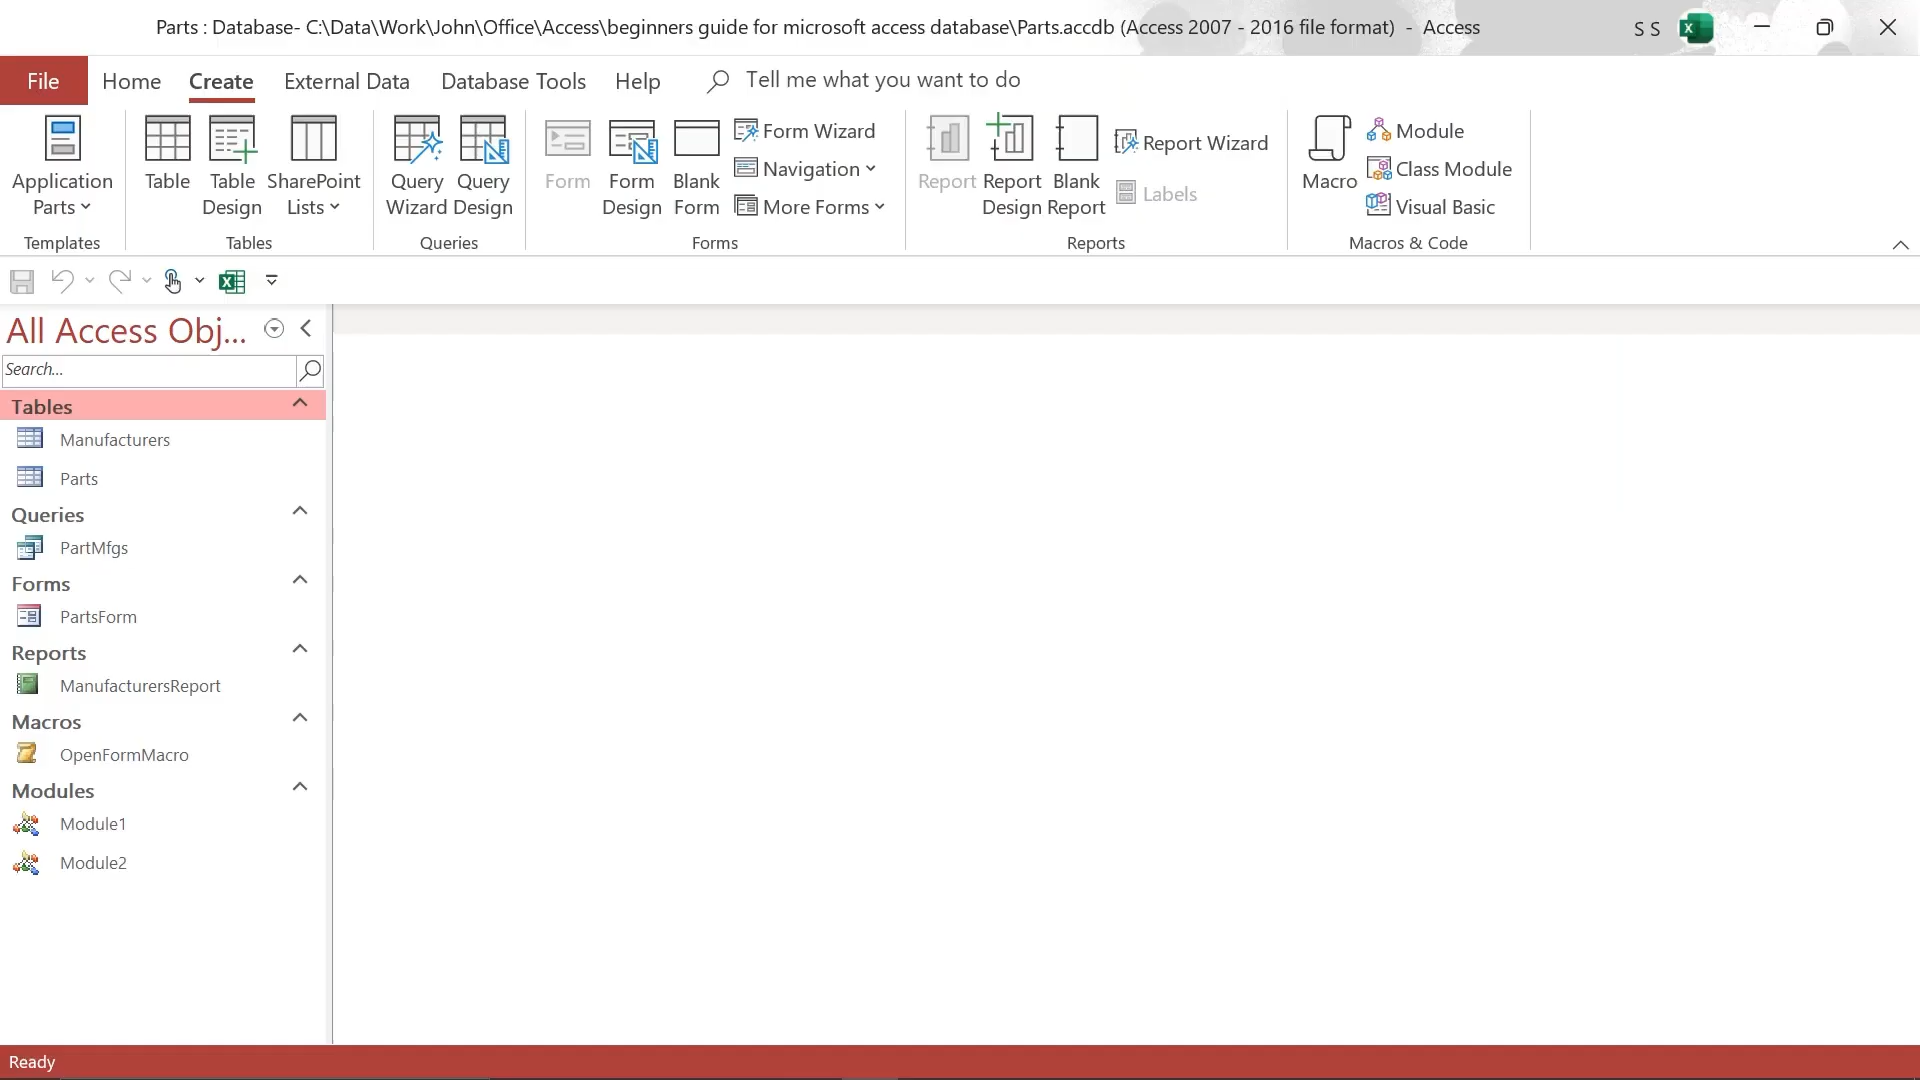 Parts : Database- C:\Data\Work\John\Office\Access\beginners guide for microsoft access database\Parts.accdb (Access 2007 - 2016 file format) - Access
S S
File Home Create External Data Database Tools Help Tell me what you want to do
Application Parts
Templates
Table
Table Design
SharePoint Lists
Tables
Query Wizard
Query Design
Queries
Form
Form Design
Blank Form
Form Wizard
Navigation
More Forms
Forms
Report
Report Design
Blank Report
Report Wizard
Labels
Reports
Macro
Module
Class Module
Visual Basic
Macros & Code
All Access Obj...
Search...
Tables
Manufacturers
Parts
Queries
PartMfgs
Forms
PartsForm
Reports
ManufacturersReport
Macros
OpenFormMacro
Modules
Module1
Module2
Ready